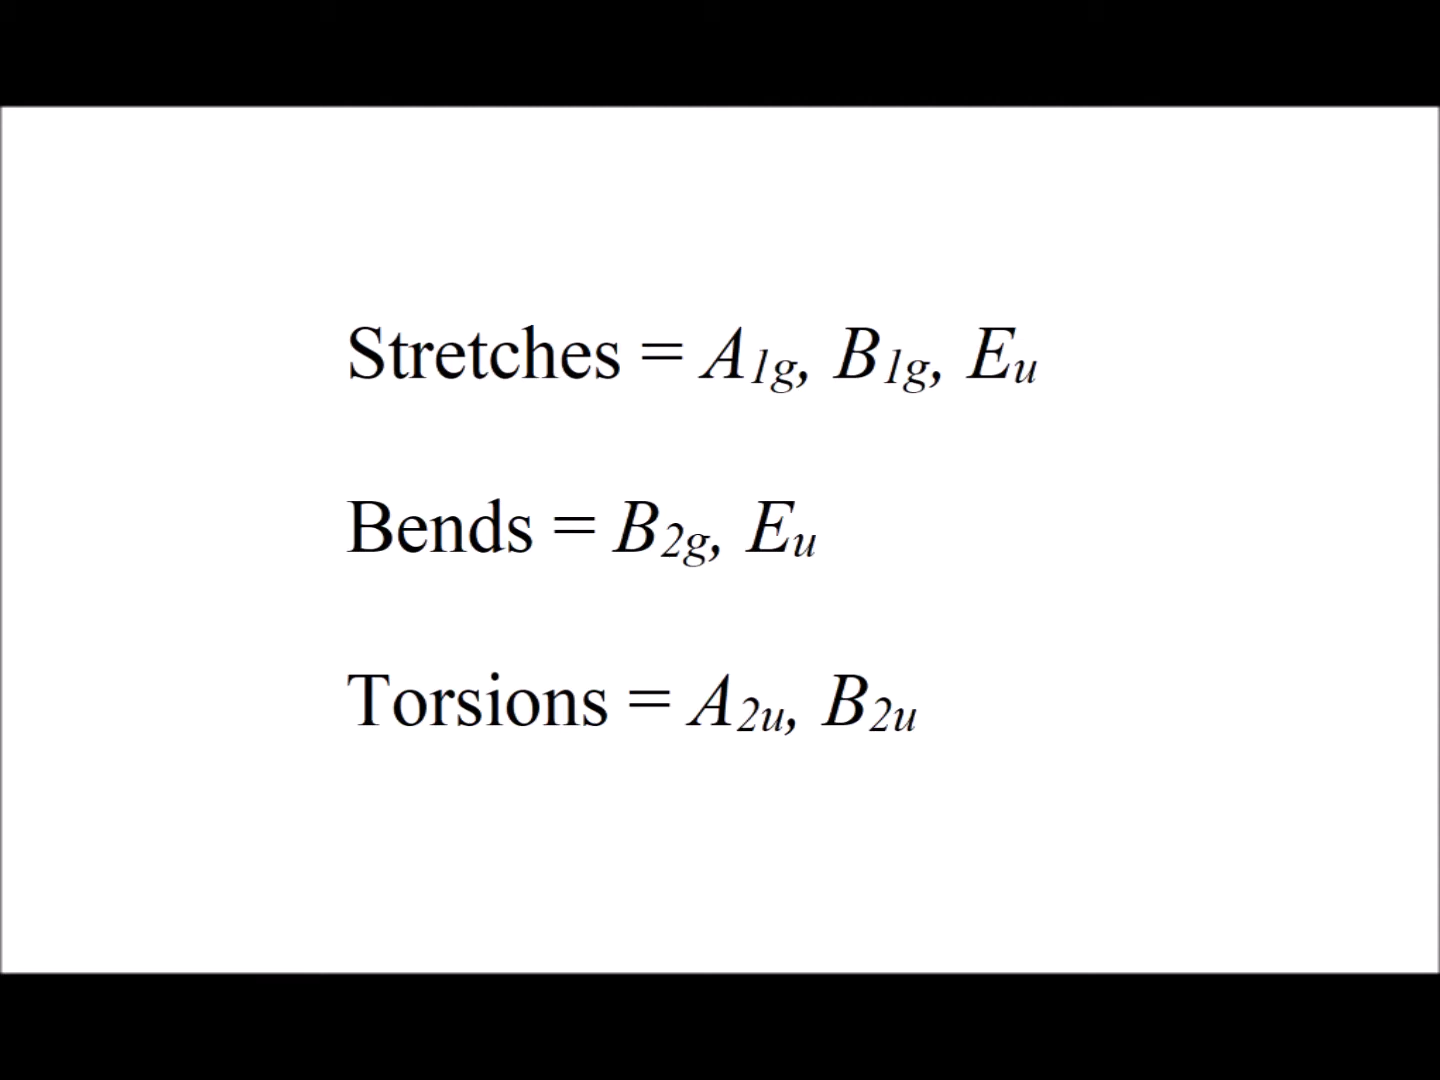 Stretches = A1g, B1g, Eu
Bends = B2g, Eu
Torsions = A2u, B2u